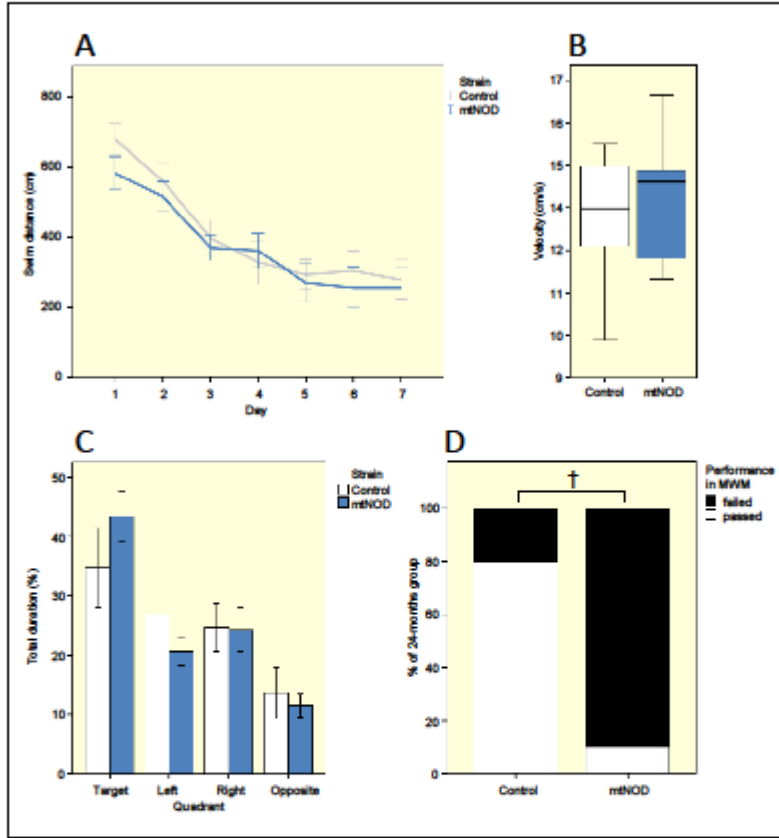 A
Strain
Control
mtNOD
Swim distance (cm)
800
600
400
200
0
1 2 3 4 5 6 7
Day
B
Velocity (cm/s)
17
16
15
14
12
11
10
9
Control mtNOD
C
Strain
Control
mtNOD
Total duration (%)
50
40
30
20
10
0
Target Left Right Opposite
Quadrant
D
Performance
in MWM
failed
passed
†
% of 24-months group
100
80
60
40
20
0
Control mtNOD